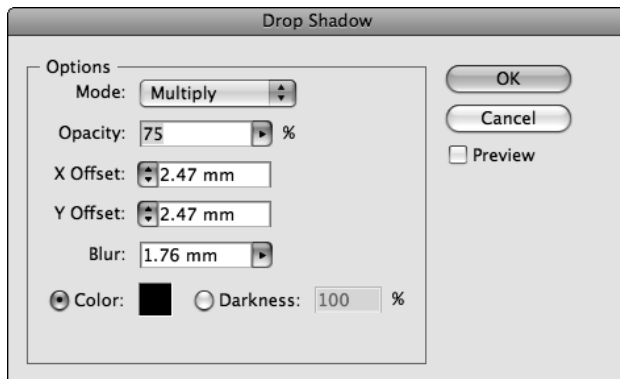 Drop Shadow
Options
Mode: Multiply
Opacity: 75 %
X Offset: 2.47 mm
Y Offset: 2.47 mm
Blur: 1.76 mm
Color: Darkness: 100 %
OK
Cancel
Preview